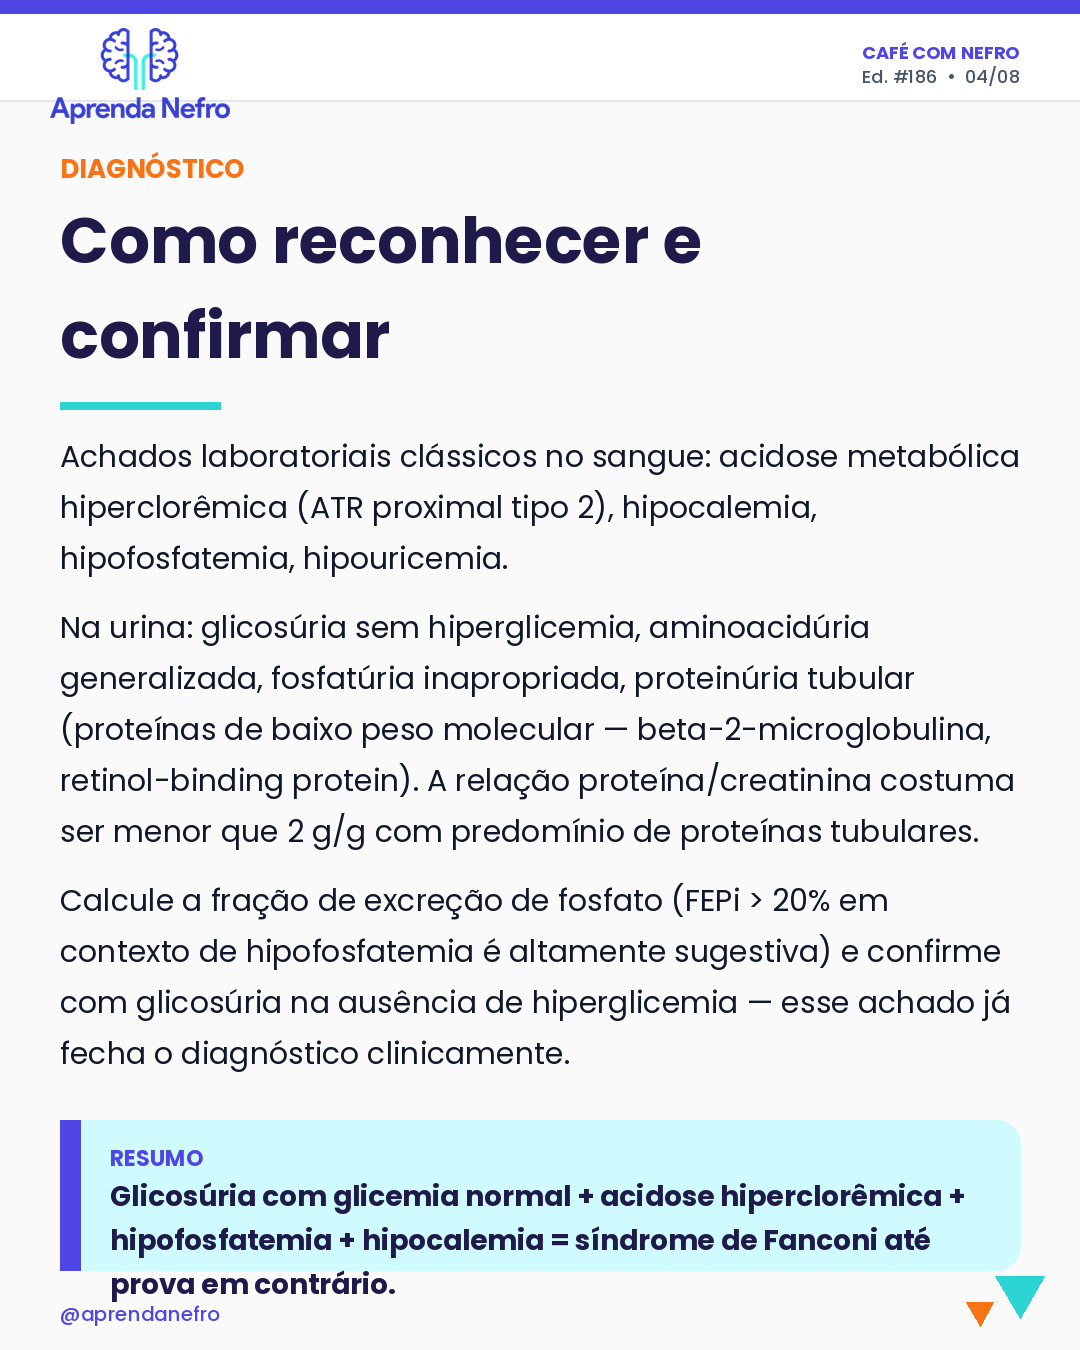 Aprenda Nefro
CAFÉ COM NEFRO
Ed. #186 • 04/08
DIAGNÓSTICO
Como reconhecer e
confirmar
Achados laboratoriais clássicos no sangue: acidose metabólica
hiperclorêmica (ATR proximal tipo 2), hipocalemia,
hipofosfatemia, hipouricemia.
Na urina: glicosúria sem hiperglicemia, aminoacidúria
generalizada, fosfatúria inapropriada, proteinúria tubular
(proteínas de baixo peso molecular — beta-2-microglobulina,
retinol-binding protein). A relação proteína/creatinina costuma
ser menor que 2 g/g com predomínio de proteínas tubulares.
Calcule a fração de excreção de fosfato (FEPi > 20% em
contexto de hipofosfatemia é altamente sugestiva) e confirme
com glicosúria na ausência de hiperglicemia — esse achado já
fecha o diagnóstico clinicamente.
RESUMO
Glicosúria com glicemia normal + acidose hiperclorêmica +
hipofosfatemia + hipocalemia = síndrome de Fanconi até
prova em contrário.
@aprendanefro